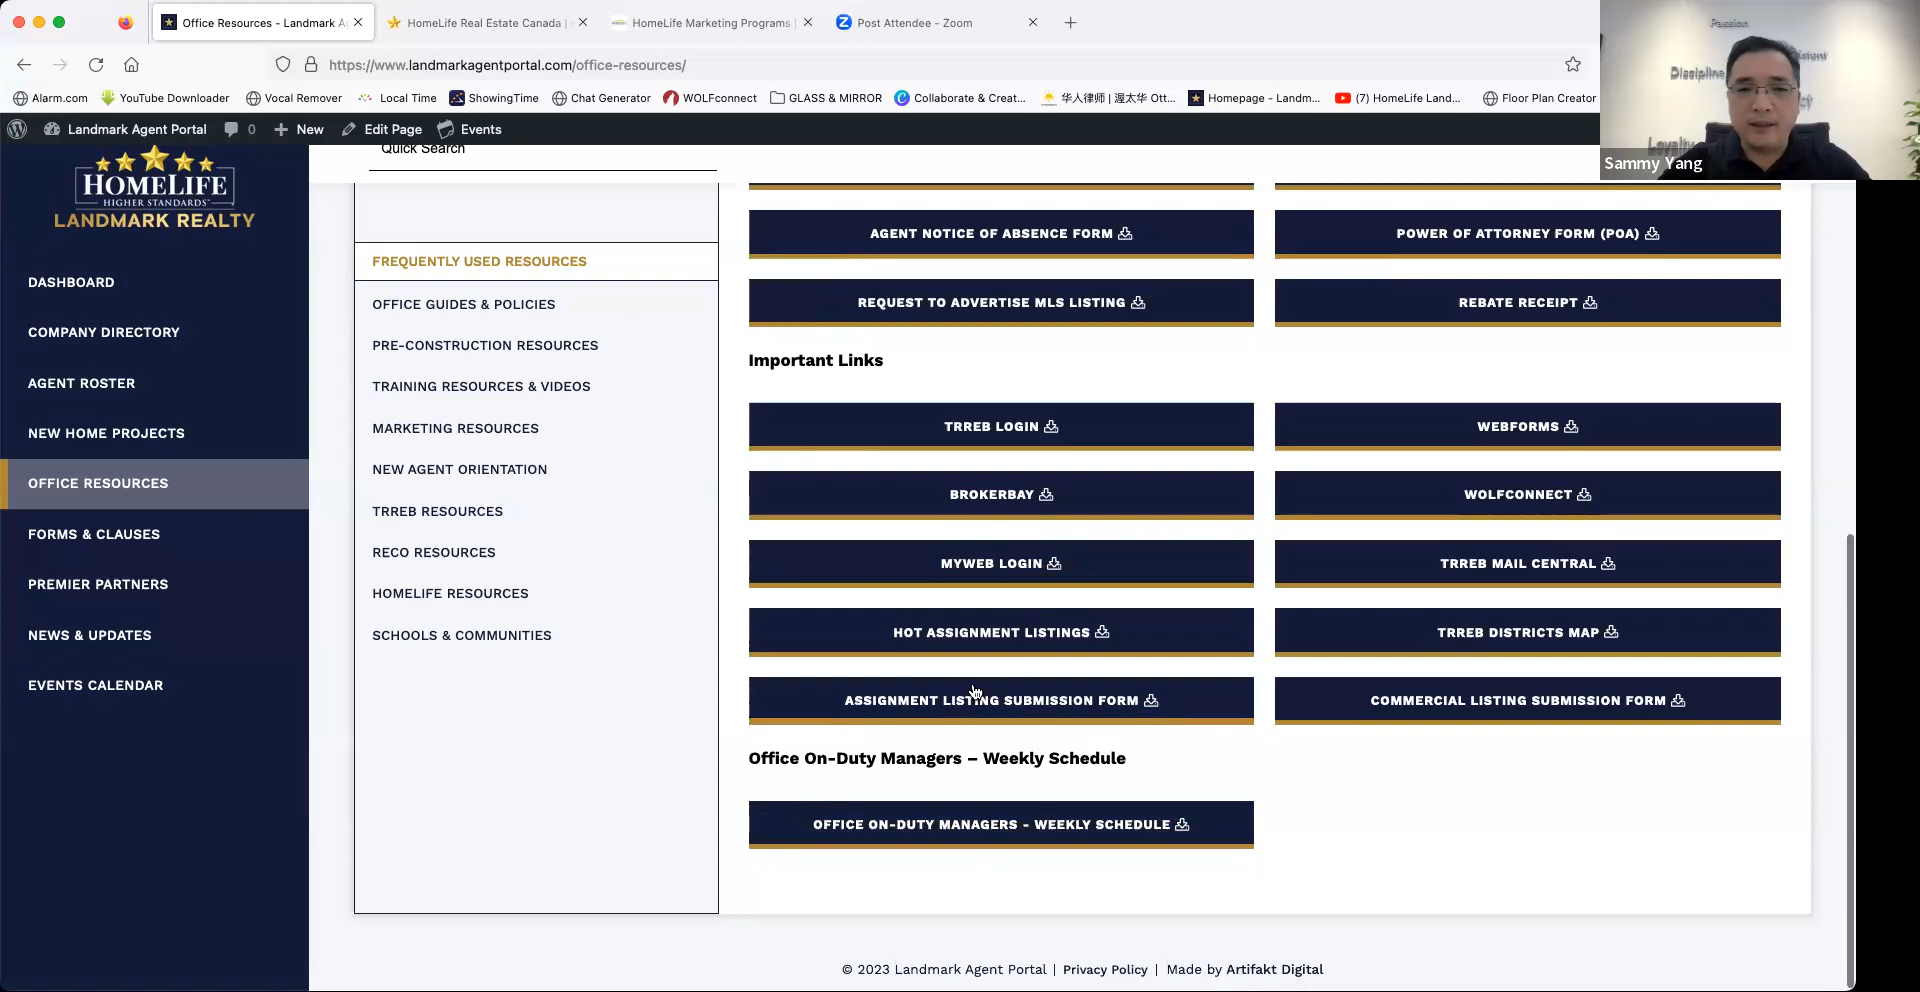 Office Resources - Landmark Ag
HomeLife Real Estate Canada |
HomeLife Marketing Programs |
Post Attendee - Zoom
https://www.landmarkagentportal.com/office-resources/
Alarm.com
YouTube Downloader
Vocal Remover
Local Time
ShowingTime
Chat Generator
WOLFconnect
GLASS & MIRROR
Collaborate & Creat...
华人律师 | 渥太华 Ott...
Homepage - Landm...
(7) HomeLife Land...
Floor Plan Creator
Landmark Agent Portal
0
New
Edit Page
Events
Passion
Discipline
Sammy Yang
HOMELIFE
HIGHER STANDARDS
LANDMARK REALTY
DASHBOARD
COMPANY DIRECTORY
AGENT ROSTER
NEW HOME PROJECTS
OFFICE RESOURCES
FORMS & CLAUSES
PREMIER PARTNERS
NEWS & UPDATES
EVENTS CALENDAR
Quick Search
FREQUENTLY USED RESOURCES
OFFICE GUIDES & POLICIES
PRE-CONSTRUCTION RESOURCES
TRAINING RESOURCES & VIDEOS
MARKETING RESOURCES
NEW AGENT ORIENTATION
TRREB RESOURCES
RECO RESOURCES
HOMELIFE RESOURCES
SCHOOLS & COMMUNITIES
AGENT NOTICE OF ABSENCE FORM
POWER OF ATTORNEY FORM (POA)
REQUEST TO ADVERTISE MLS LISTING
REBATE RECEIPT
Important Links
TRREB LOGIN
WEBFORMS
BROKERBAY
WOLFCONNECT
MYWEB LOGIN
TRREB MAIL CENTRAL
HOT ASSIGNMENT LISTINGS
TRREB DISTRICTS MAP
ASSIGNMENT LISTING SUBMISSION FORM
COMMERCIAL LISTING SUBMISSION FORM
Office On-Duty Managers – Weekly Schedule
OFFICE ON-DUTY MANAGERS - WEEKLY SCHEDULE
© 2023 Landmark Agent Portal | Privacy Policy | Made by Artifakt Digital